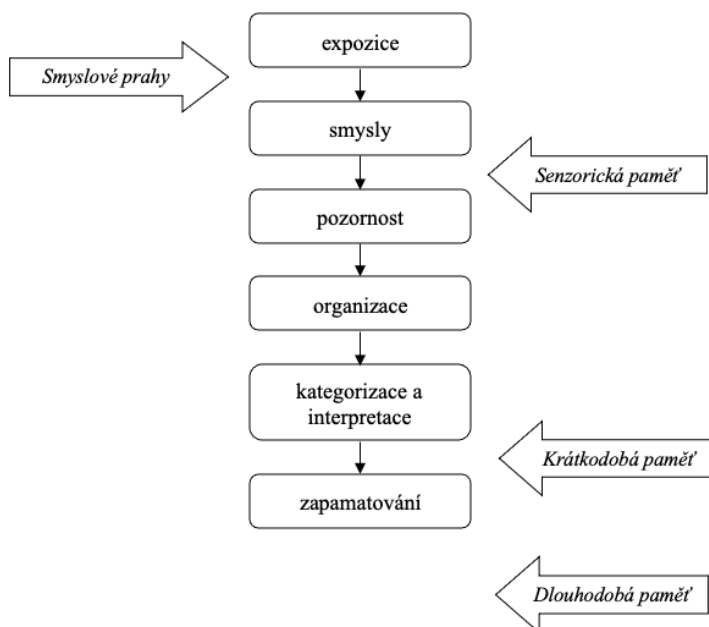 expozice
Smyslové prahy
smysly
Senzorická paměť
pozornost
organizace
kategorizace a
interpretace
Krátkodobá paměť
zapamatování
Dlouhodobá paměť